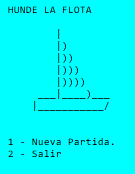 HUNDE LA FLOTA
1 - Nueva Partida.
2 - Salir